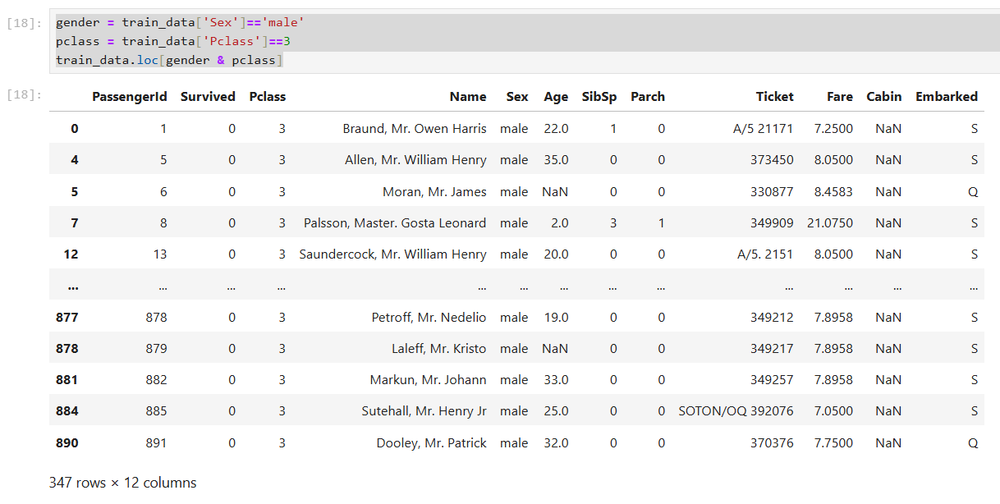 [18]: gender = train_data['Sex']=='male'
pclass = train_data['Pclass']==3
train_data.loc[gender & pclass]
[18]: PassengerId Survived Pclass Name Sex Age SibSp Parch Ticket Fare Cabin Embarked
0 1 0 3 Braund, Mr. Owen Harris male 22.0 1 0 A/5 21171 7.2500 NaN S
4 5 0 3 Allen, Mr. William Henry male 35.0 0 0 373450 8.0500 NaN S
5 6 0 3 Moran, Mr. James male NaN 0 0 330877 8.4583 NaN Q
7 8 0 3 Palsson, Master. Gosta Leonard male 2.0 3 1 349909 21.0750 NaN S
12 13 0 3 Saundercock, Mr. William Henry male 20.0 0 0 A/5. 2151 8.0500 NaN S
... ... ... ... ... ... ... ... ... ... ... ... ...
877 878 0 3 Petroff, Mr. Nedelio male 19.0 0 0 349212 7.8958 NaN S
878 879 0 3 Laleff, Mr. Kristo male NaN 0 0 349217 7.8958 NaN S
881 882 0 3 Markun, Mr. Johann male 33.0 0 0 349257 7.8958 NaN S
884 885 0 3 Sutehall, Mr. Henry Jr male 25.0 0 0 SOTON/OQ 392076 7.0500 NaN S
890 891 0 3 Dooley, Mr. Patrick male 32.0 0 0 370376 7.7500 NaN Q
347 rows × 12 columns